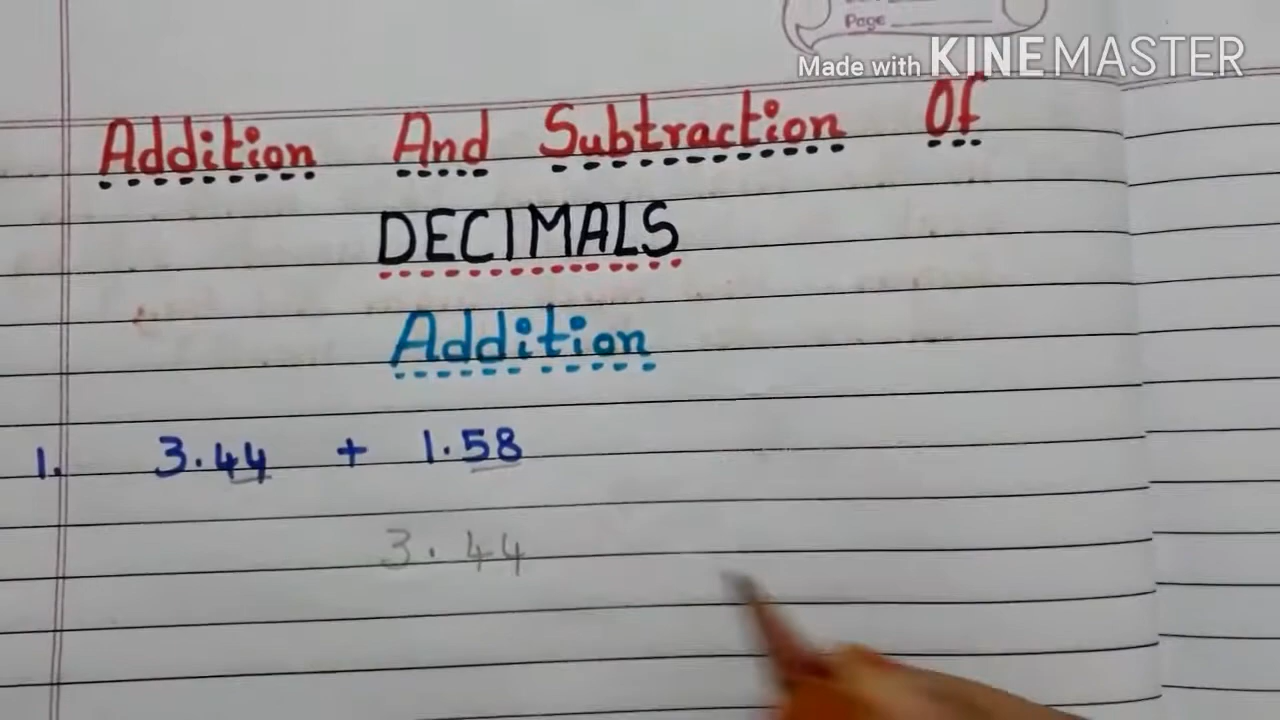 Page
Made with KINEMASTER
Addition And Subtraction Of
DECIMALS
Addition
1. 3.44 + 1.58
3.44